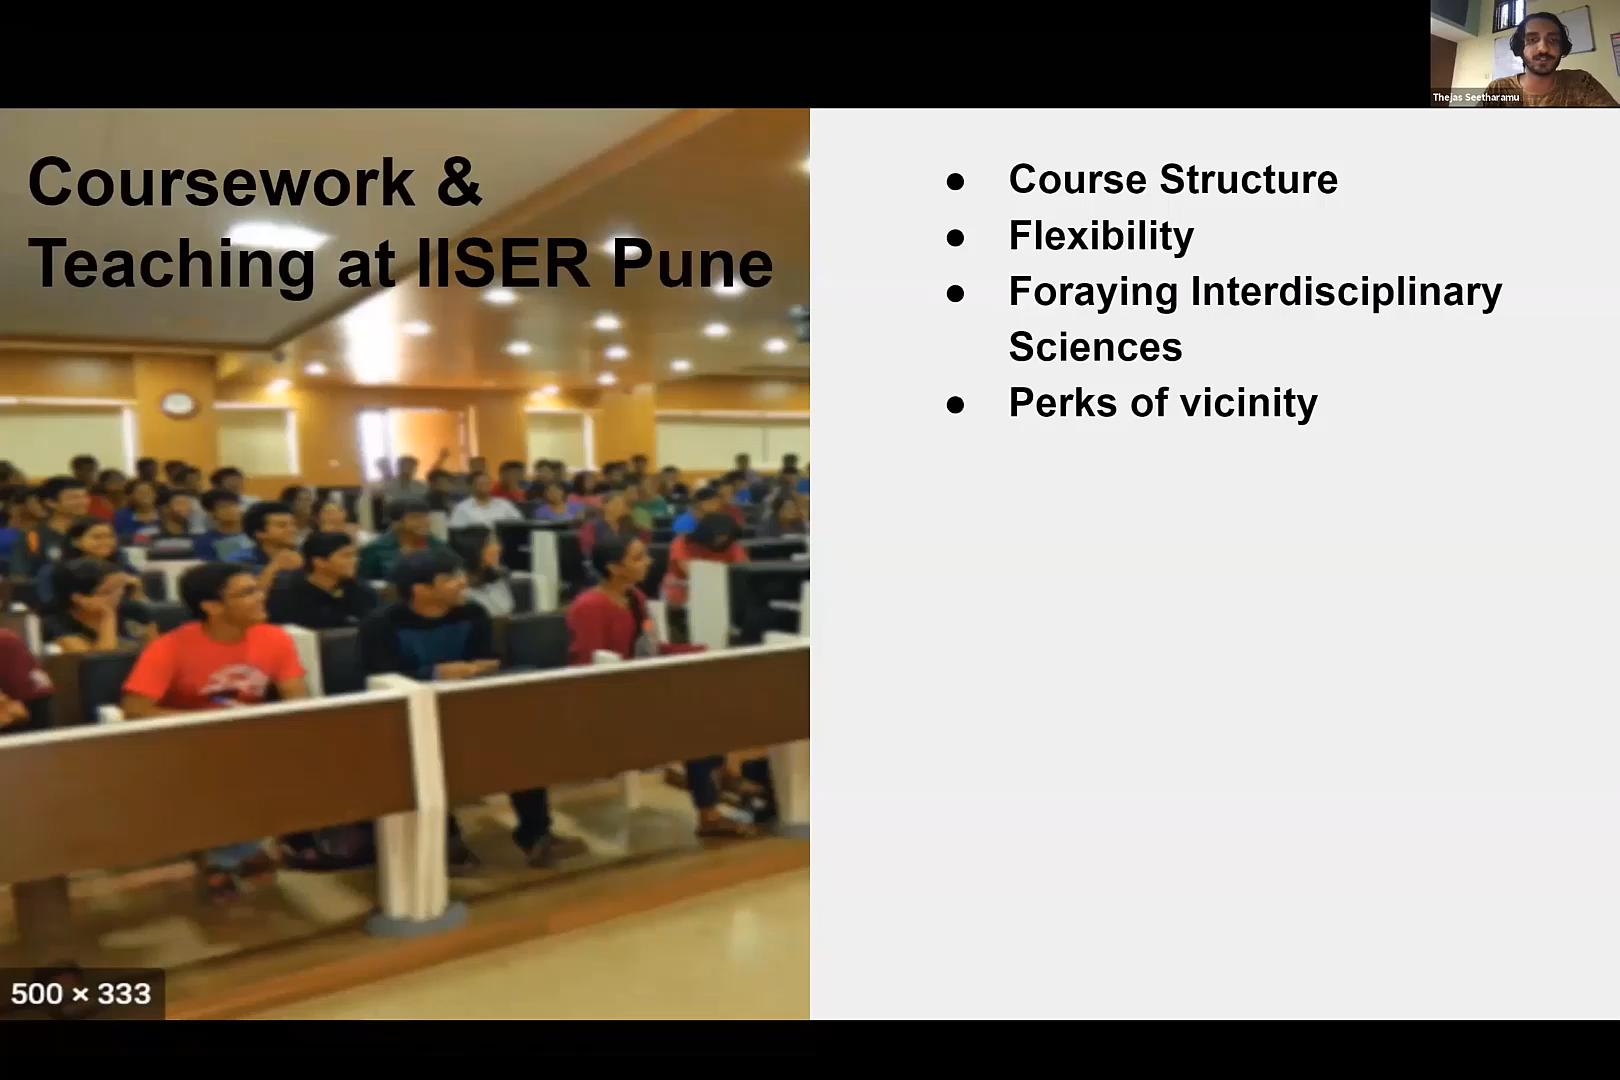 Thejas Seetharamu
Coursework &
Teaching at IISER Pune
● Course Structure
● Flexibility
● Foraying Interdisciplinary
Sciences
● Perks of vicinity
500 × 333